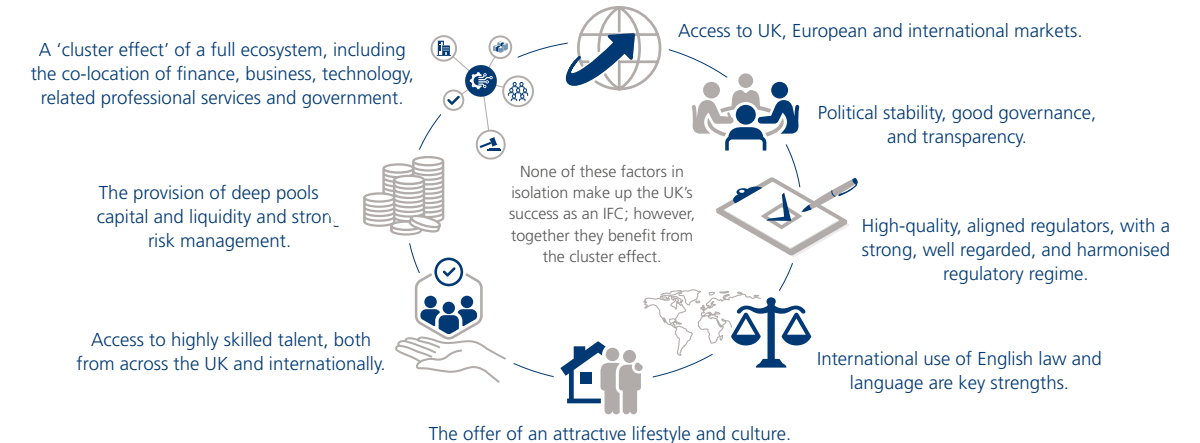 Access to UK, European and international markets.
Political stability, good governance,
and transparency.
High-quality, aligned regulators, with a
strong, well regarded, and harmonised
regulatory regime.
International use of English law and
language are key strengths.
The offer of an attractive lifestyle and culture.
Access to highly skilled talent, both
from across the UK and internationally.
The provision of deep pools
capital and liquidity and
risk management.
A ‘cluster effect’ of a full ecosystem, including
the co-location of finance, business, technology,
related professional services and government.
None of these factors in
isolation make up the UK’s
success as an IFC; however,
together they benefit from
the cluster effect.